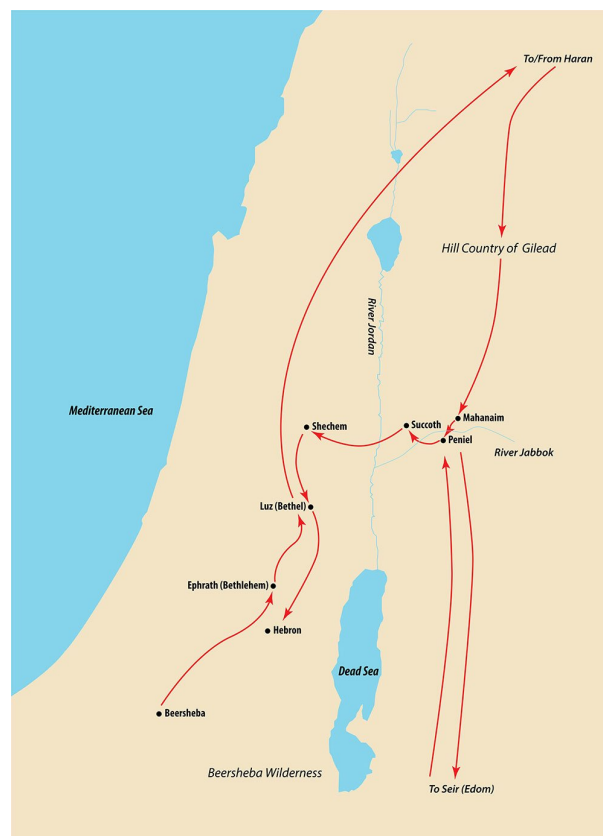 To/From Haran
Hill Country of Gilead
River Jordan
Mediterranean Sea
Mahanaim
Succoth
Shechem
Peniel
River Jabbok
Luz (Bethel)
Ephrath (Bethlehem)
Hebron
Dead Sea
Beersheba
Beersheba Wilderness
To Seir (Edom)